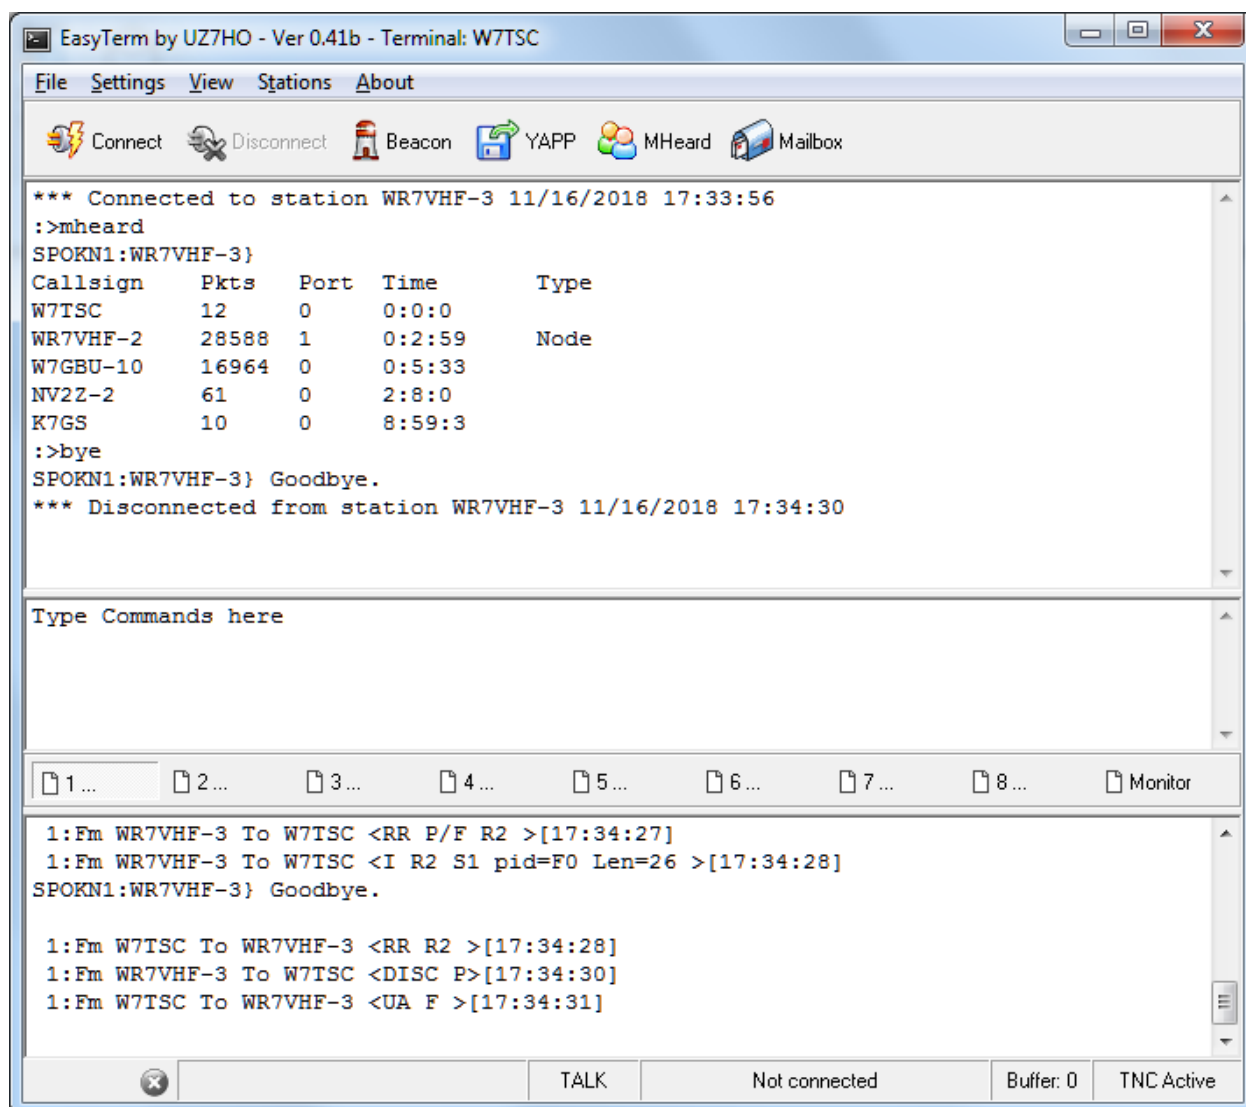 EasyTerm by UZ7HO - Ver 0.41b - Terminal: W7TSC
File Settings View Stations About
Connect Disconnect Beacon YAPP MHeard Mailbox
*** Connected to station WR7VHF-3 11/16/2018 17:33:56
:>mheard
SPOKN1:WR7VHF-3}
Callsign Pkts Port Time Type
W7TSC 12 0 0:0:0
WR7VHF-2 28588 1 0:2:59 Node
W7GBU-10 16964 0 0:5:33
NV2Z-2 61 0 2:8:0
K7GS 10 0 8:59:3
:>bye
SPOKN1:WR7VHF-3} Goodbye.
*** Disconnected from station WR7VHF-3 11/16/2018 17:34:30
Type Commands here
1 ... 2 ... 3 ... 4 ... 5 ... 6 ... 7 ... 8 ... Monitor
1:Fm WR7VHF-3 To W7TSC <RR P/F R2 >[17:34:27]
1:Fm WR7VHF-3 To W7TSC <I R2 S1 pid=F0 Len=26 >[17:34:28]
SPOKN1:WR7VHF-3} Goodbye.
1:Fm W7TSC To WR7VHF-3 <RR R2 >[17:34:28]
1:Fm WR7VHF-3 To W7TSC <DISC P>[17:34:30]
1:Fm W7TSC To WR7VHF-3 <UA F >[17:34:31]
TALK Not connected Buffer: 0 TNC Active